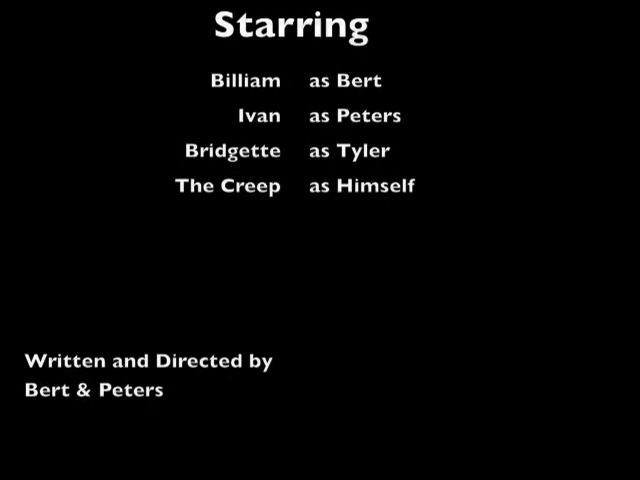 Starring
Billiam as Bert
Ivan as Peters
Bridgette as Tyler
The Creep as Himself
Written and Directed by
Bert & Peters